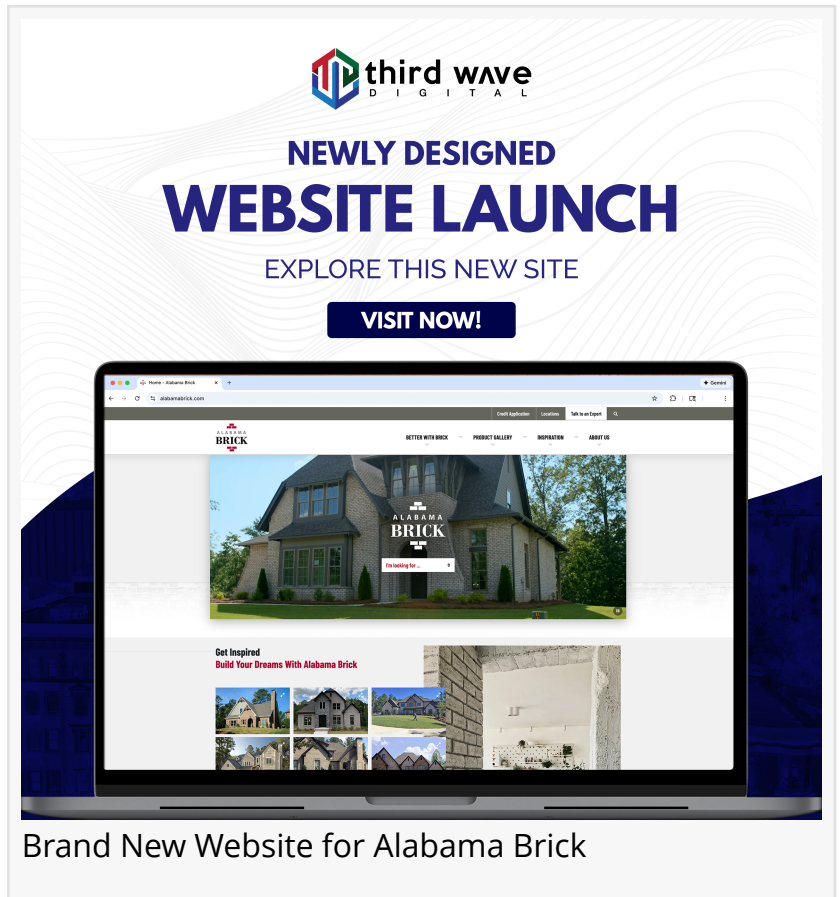 third wave
DIGITAL
NEWLY DESIGNED
WEBSITE LAUNCH
EXPLORE THIS NEW SITE
VISIT NOW!
Home - Alabama Brick
Gemini
alabamabrick.com
Credit Application
Locations
Talk to an Expert
ALABAMA
BRICK
BETTER WITH BRICK
PRODUCT GALLERY
INSPIRATION
ABOUT US
ALABAMA
BRICK
I'm looking for ...
Get Inspired
Build Your Dreams With Alabama Brick
Brand New Website for Alabama Brick